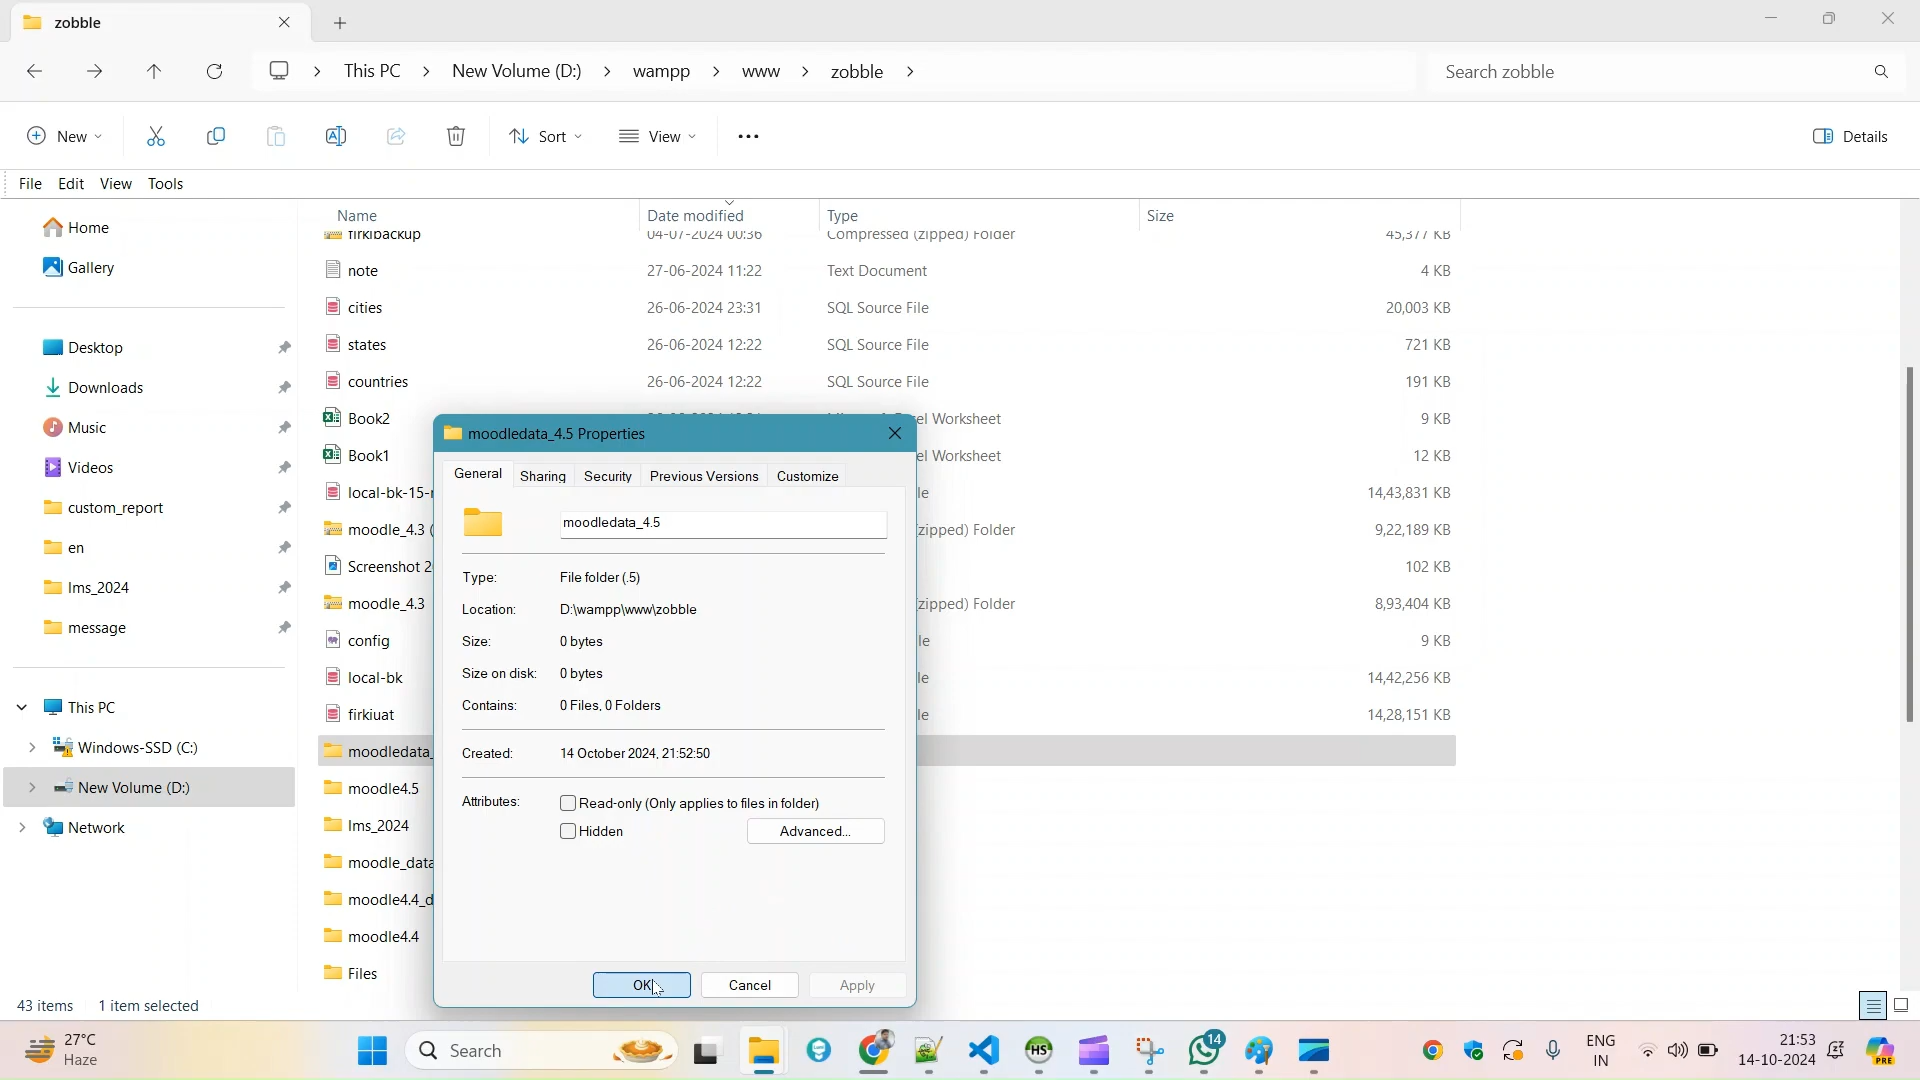 zobble
This PC > New Volume (D:) > wampp > www > zobble >
Search zobble
New
Sort
View
Details
File Edit View Tools
Name Date modified Type Size
Home
Gallery
Desktop
Downloads
Music
Videos
custom_report
en
lms_2024
message
This PC
Windows-SSD (C:)
New Volume (D:)
Network
firkibackup 04-07-2024 00:36 Compressed (zipped) Folder 45,377 KB
note 27-06-2024 11:22 Text Document 4 KB
cities 26-06-2024 23:31 SQL Source File 20,003 KB
states 26-06-2024 12:22 SQL Source File 721 KB
countries 26-06-2024 12:22 SQL Source File 191 KB
Book2 el Worksheet 9 KB
Book1 el Worksheet 12 KB
local-bk-15-r le 14,43,831 KB
moodle_4.3 ( zipped) Folder 9,22,189 KB
Screenshot 2 102 KB
moodle_4.3 zipped) Folder 8,93,404 KB
config le 9 KB
local-bk le 14,42,256 KB
firkiuat le 14,28,151 KB
moodledata_
moodle4.5
lms_2024
moodle_data
moodle4.4_d
moodle4.4
Files
moodledata_4.5 Properties
General Sharing Security Previous Versions Customize
moodledata_4.5
Type: File folder (.5)
Location: D:\wampp\www\zobble
Size: 0 bytes
Size on disk: 0 bytes
Contains: 0 Files, 0 Folders
Created: 14 October 2024, 21:52:50
Attributes: Read-only (Only applies to files in folder)
Hidden Advanced...
OK Cancel Apply
43 items 1 item selected
27°C
Haze
Search
HS
14
ENG
IN
21:53
14-10-2024
PRE